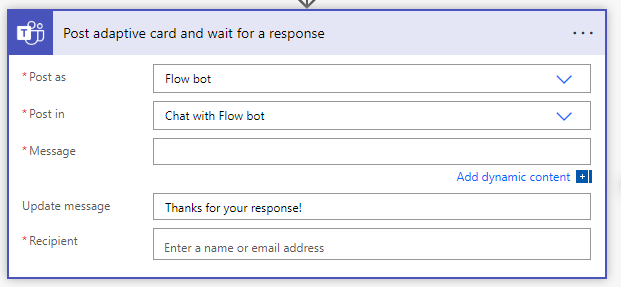 Post adaptive card and wait for a response
* Post as
Flow bot
* Post in
Chat with Flow bot
* Message
Add dynamic content
Update message
Thanks for your response!
* Recipient
Enter a name or email address